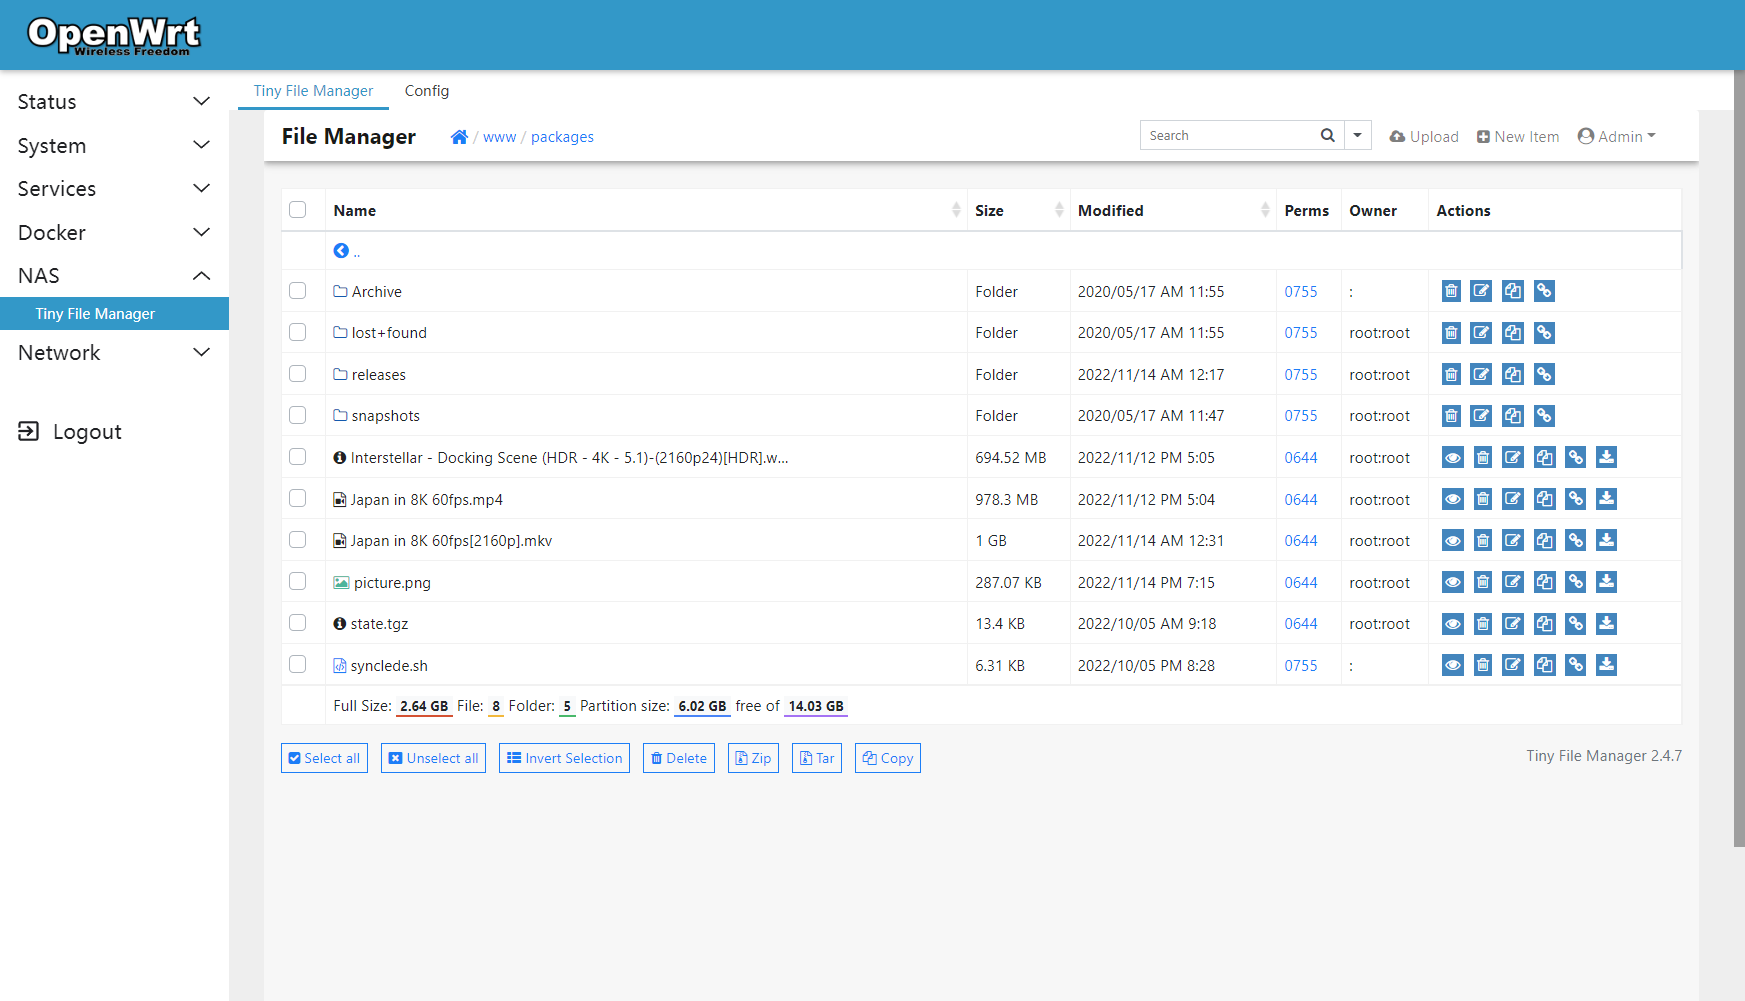 OpenWrt
Wireless Freedom
Status
System
Services
Docker
NAS
Tiny File Manager
Network
Logout
Tiny File Manager Config
File Manager / www / packages Search Upload New Item Admin
Name Size Modified Perms Owner Actions
..
Archive Folder 2020/05/17 AM 11:55 0755 :
lost+found Folder 2020/05/17 AM 11:55 0755 root:root
releases Folder 2022/11/14 AM 12:17 0755 root:root
snapshots Folder 2020/05/17 AM 11:47 0755 root:root
Interstellar - Docking Scene (HDR - 4K - 5.1)-(2160p24)[HDR].w... 694.52 MB 2022/11/12 PM 5:05 0644 root:root
Japan in 8K 60fps.mp4 978.3 MB 2022/11/12 PM 5:04 0644 root:root
Japan in 8K 60fps[2160p].mkv 1 GB 2022/11/14 AM 12:31 0644 root:root
picture.png 287.07 KB 2022/11/14 PM 7:15 0644 root:root
state.tgz 13.4 KB 2022/10/05 AM 9:18 0644 root:root
synclede.sh 6.31 KB 2022/10/05 PM 8:28 0755 :
Full Size: 2.64 GB File: 8 Folder: 5 Partition size: 6.02 GB free of 14.03 GB
Select all Unselect all Invert Selection Delete Zip Tar Copy
Tiny File Manager 2.4.7